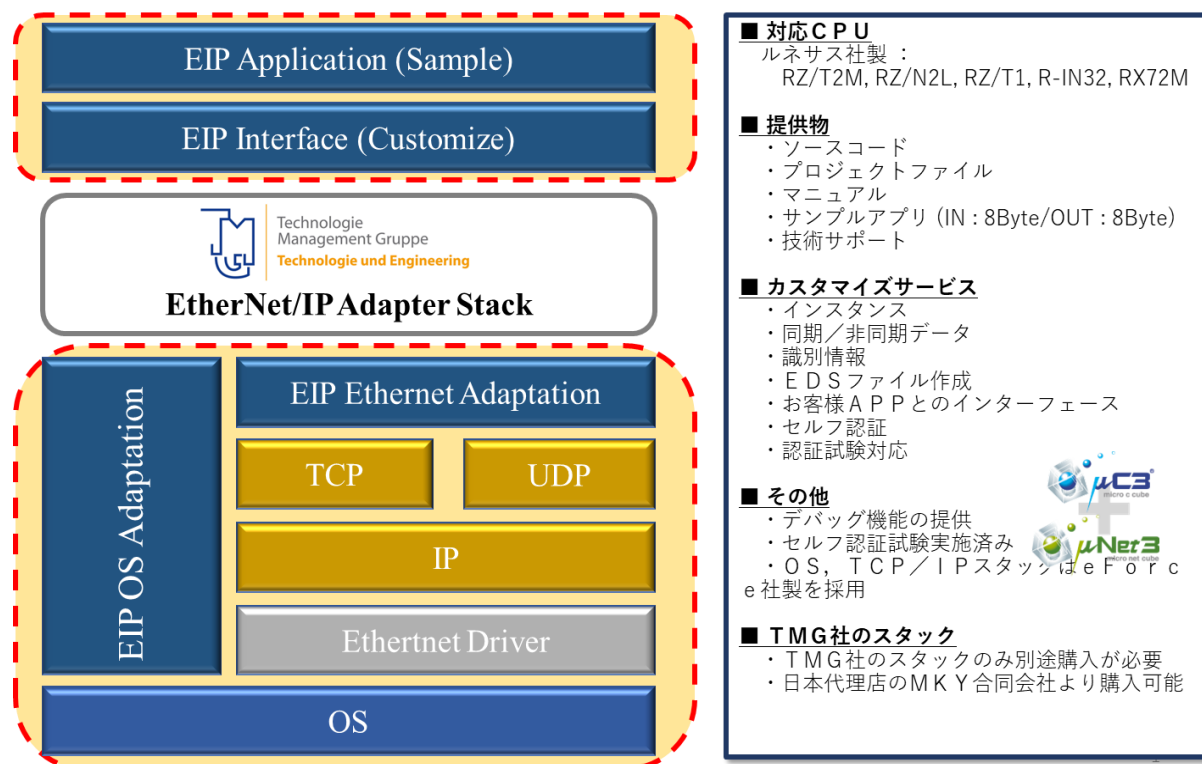 EIP Application (Sample)
EIP Interface (Customize)
Technologie
Management Gruppe
Technologie und Engineering
EtherNet/IP Adapter Stack
EIP OS Adaptation
EIP Ethernet Adaptation
TCP
UDP
IP
Ethertnet Driver
OS
■ 対応ＣＰＵ
ルネサス社製 ：
RZ/T2M, RZ/N2L, RZ/T1, R-IN32, RX72M
■ 提供物
・ソースコード
・プロジェクトファイル
・マニュアル
・サンプルアプリ (IN : 8Byte/OUT : 8Byte)
・技術サポート
■ カスタマイズサービス
・インスタンス
・同期／非同期データ
・識別情報
・ＥＤＳファイル作成
・お客様ＡＰＰとのインターフェース
・セルフ認証
・認証試験対応
μC3
micro c cube
μNet3
micro net cube
■ その他
・デバッグ機能の提供
・セルフ認証試験実施済み
・ＯＳ，ＴＣＰ／ＩＰスタックはｅＦｏｒｃ
ｅ社製を採用
■ ＴＭＧ社のスタック
・ＴＭＧ社のスタックのみ別途購入が必要
・日本代理店のＭＫＹ合同会社より購入可能